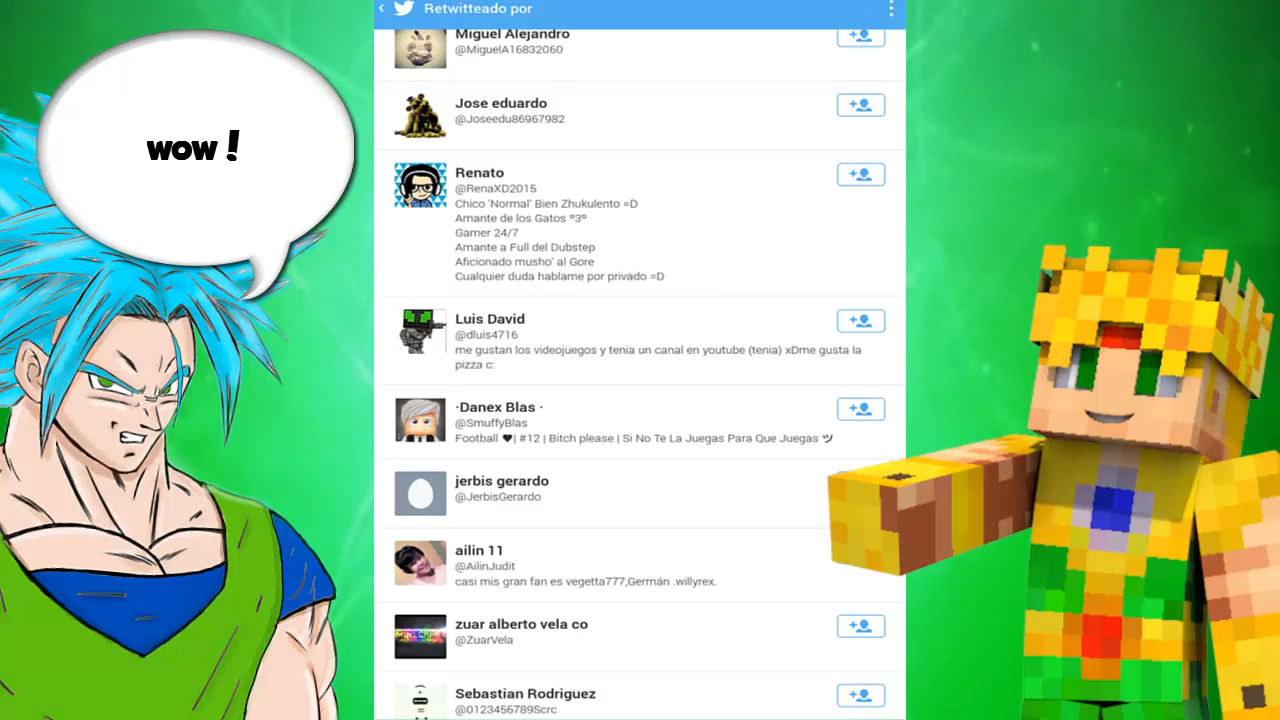 wow!
Retwitteado por
Miguel Alejandro
@MiguelA16832060
Jose eduardo
@Joseedu86967982
Renato
@RenaXD2015
Chico 'Normal' Bien Zhukulento =D
Amante de los Gatos º3º
Gamer 24/7
Amante a Full del Dubstep
Aficionado musho' al Gore
Cualquier duda hablame por privado =D
Luis David
@dluis4716
me gustan los videojuegos y tenia un canal en youtube (tenia) xDme gusta la
pizza c:
·Danex Blas ·
@SmuffyBlas
Football ♥| #12 | Bitch please | Si No Te La Juegas Para Que Juegas ツ
jerbis gerardo
@JerbisGerardo
ailin 11
@AilinJudit
casi mis gran fan es vegetta777,Germán .willyrex.
zuar alberto vela co
@ZuarVela
MINECRAFT
Sebastian Rodriguez
@0123456789Scrc